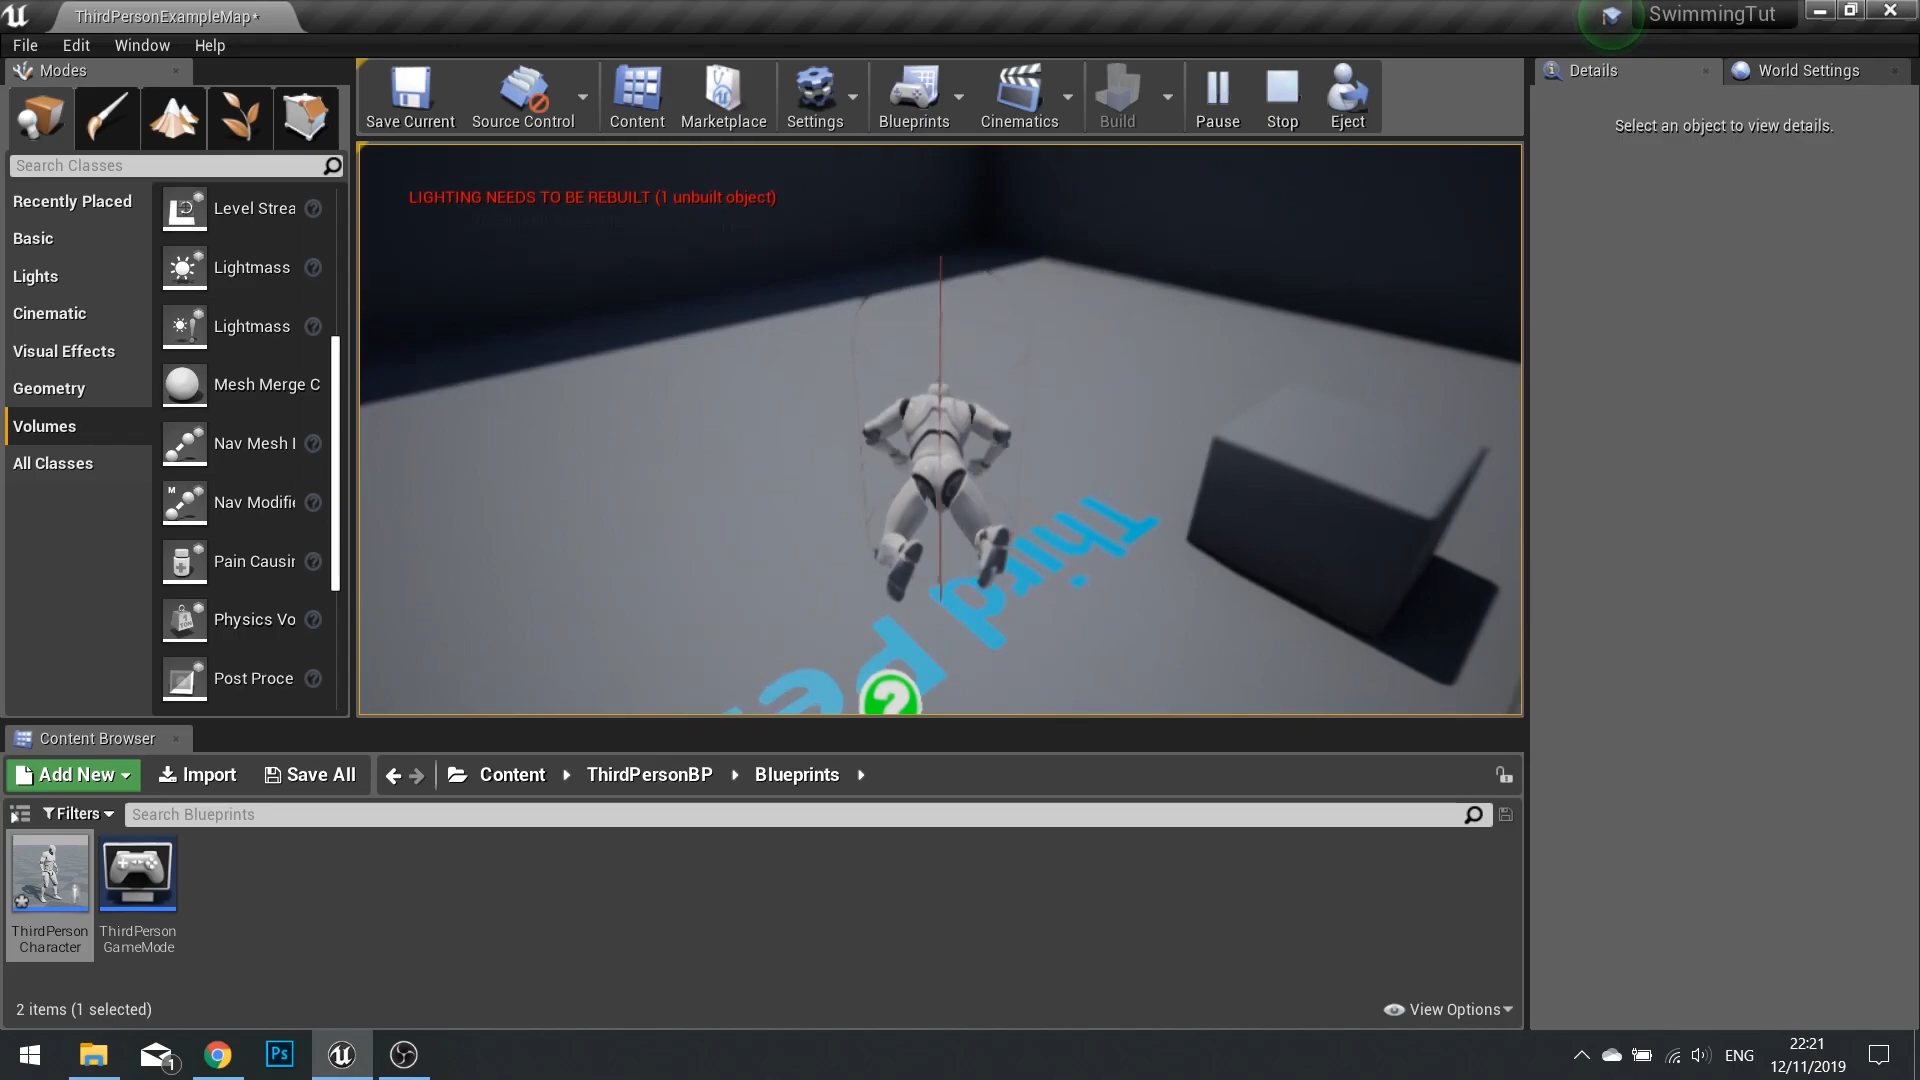 ThirdPersonExampleMap*
SwimmingTut
File Edit Window Help
Modes
Save Current
Source Control
Content
Marketplace
Settings
Blueprints
Cinematics
Build
Pause
Stop
Eject
Details
World Settings
Select an object to view details.
Search Classes
Recently Placed
Basic
Lights
Cinematic
Visual Effects
Geometry
Volumes
All Classes
Level Strea
Lightmass
Lightmass
Mesh Merge C
Nav Mesh
Nav Modifi
Pain Causi
Physics Vo
Post Proce
LIGHTING NEEDS TO BE REBUILT (1 unbuilt object)
Third Pe
Content Browser
Add New
Import
Save All
Content
ThirdPersonBP
Blueprints
Filters
Search Blueprints
ThirdPerson
Character
ThirdPerson
GameMode
2 items (1 selected)
View Options
Ps
1
ENG
22:21
12/11/2019